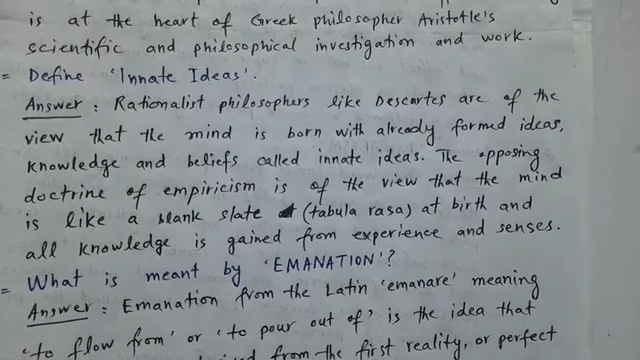 is at the heart of Greek philosopher Aristotle's
scientific and philosophical investigation and work.
= Define 'Innate Ideas'.
Answer : Rationalist philosophers like Descartes are of the
view that the mind is born with already formed ideas,
knowledge and beliefs called innate ideas. The opposing
doctrine of empiricism is of the view that the mind
is like a blank slate (tabula rasa) at birth and
all knowledge is gained from experience and senses.
= What is meant by 'EMANATION'?
Answer : Emanation from the Latin 'emanare' meaning
'to flow from' or 'to pour out of' is the idea that
from the first reality, or perfect